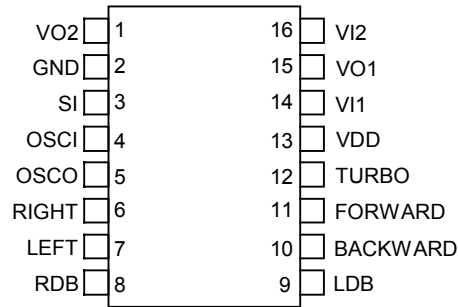 VO2 1 16 VI2
GND 2 15 VO1
SI 3 14 VI1
OSCI 4 13 VDD
OSCO 5 12 TURBO
RIGHT 6 11 FORWARD
LEFT 7 10 BACKWARD
RDB 8 9 LDB